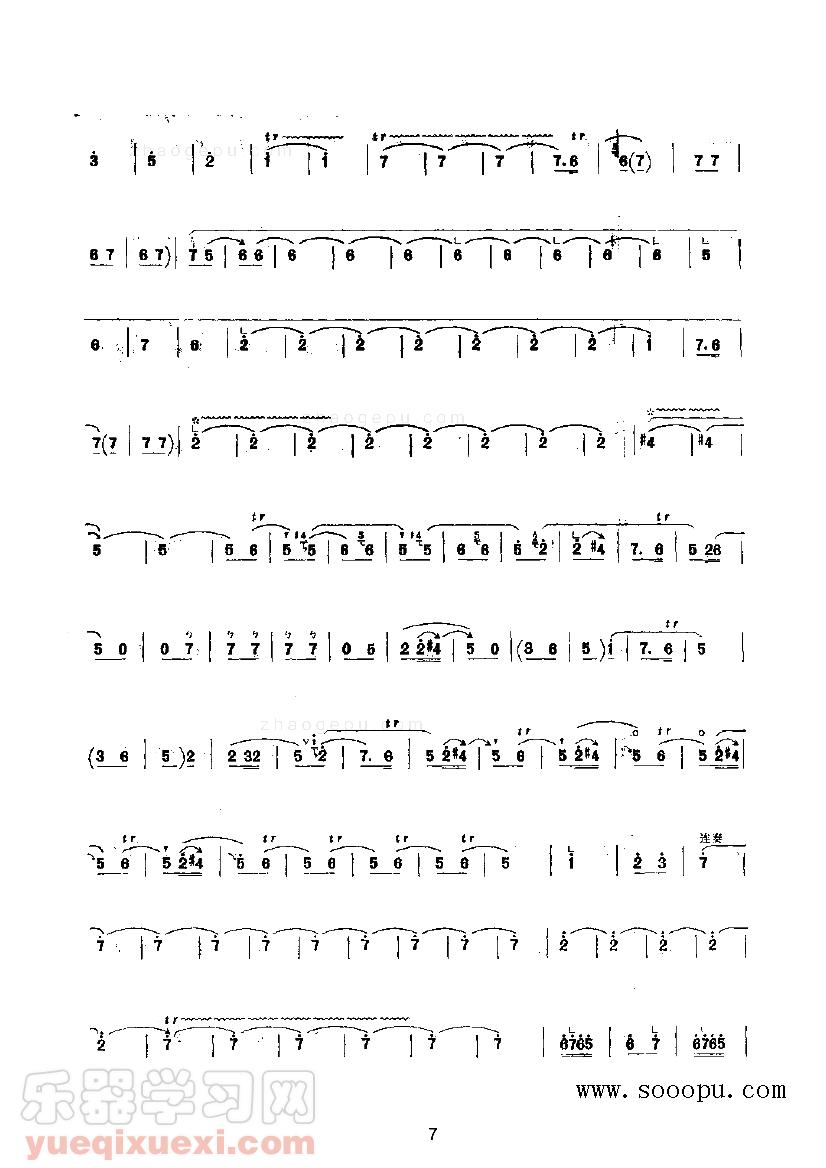 tr tr tr
zhaogepu.com
3 | 5 | 2 | 1 | 1 | 7 | 7 | 7 | 7.6 | 6(7) | 7 7 |
6 7 | 6 7) | 7 5 | 6 6 | 6 | 6 | 6 | 6 | 6 | 6 | 6 | 6 | 5 |
6 | 7 | 6 | 2 | 2 | 2 | 2 | 2 | 2 | 2 | 1 | 7.6 |
zhaogepu.com
7(7 | 7 7) | 2 | 2 | 2 | 2 | 2 | 2 | 2 | 2 | #4 | #4 |
tr tr
5 | 5 | 5 6 | 5 5 | 6 6 | 5 5 | 6 6 | 5 2 | 2 #4 | 7. 6 | 5 26 |
tr
5 0 | 0 7 | 7 7 | 7 7 | 0 5 | 2 2#4 | 5 0 | (3 6 | 5 ) 1 | 7. 6 | 5 |
zhaogepu.com
tr tr tr
(3 6 | 5 ) 2 | 2 32 | 5 2 | 7. 6 | 5 2#4 | 5 6 | 5 2#4 | 5 6 | 5 2#4 |
tr tr tr tr tr 连奏
5 6 | 5 2#4 | 5 6 | 5 6 | 5 6 | 5 6 | 5 | 1 | 2 3 | 7 |
7 | 7 | 7 | 7 | 7 | 7 | 7 | 7 | 7 | 2 | 2 | 2 | 2 |
tr
2 | 7 | 7 | 7 | 7 | 7 | 7 | 7 | 6765 | 6 7 | 6765 |
乐器学习网
yueqixuexi.com
www.sooopu.com
7